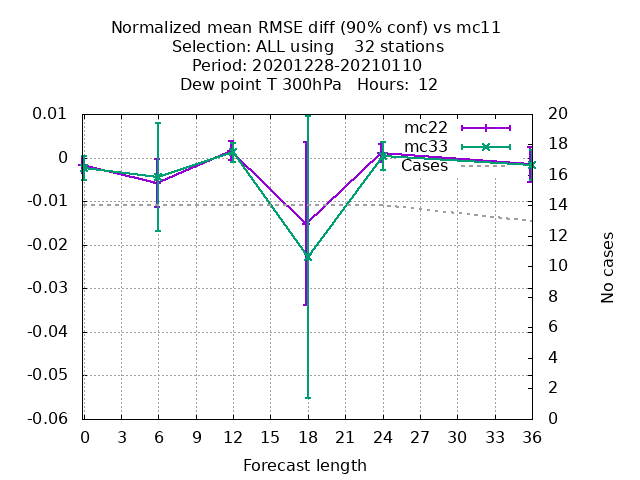 Normalized mean RMSE diff (90% conf) vs mc11
Selection: ALL using    32 stations
Period: 20201228-20210110
Dew point T 300hPa   Hours:  12
0.01
0
-0.01
-0.02
-0.03
-0.04
-0.05
-0.06
mc22
mc33
Cases
20
18
16
14
12
10
8
6
4
2
0
No cases
0 3 6 9 12 15 18 21 24 27 30 33 36
Forecast length